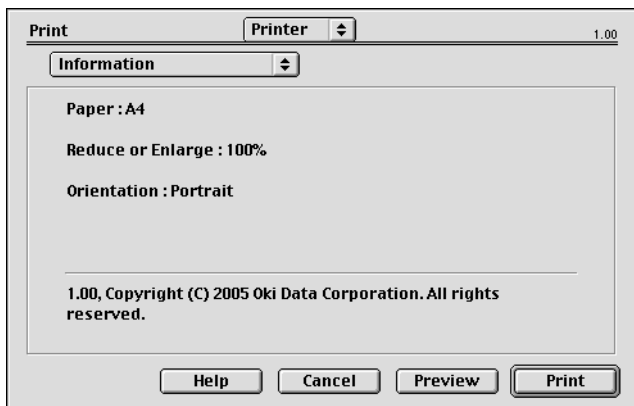 Print Printer 1.00
Information
Paper : A4
Reduce or Enlarge : 100%
Orientation : Portrait
1.00, Copyright (C) 2005 Oki Data Corporation. All rights
reserved.
Help Cancel Preview Print